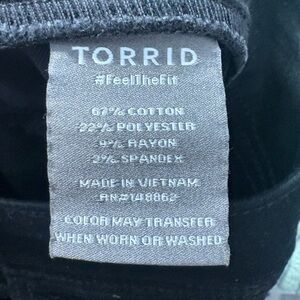 TORRID
#FeelTheFit
67% COTTON
22% POLYESTER
9% RAYON
2% SPANDEX
MADE IN VIETNAM
RN#148862
COLOR MAY TRANSFER
WHEN WORN OR WASHED